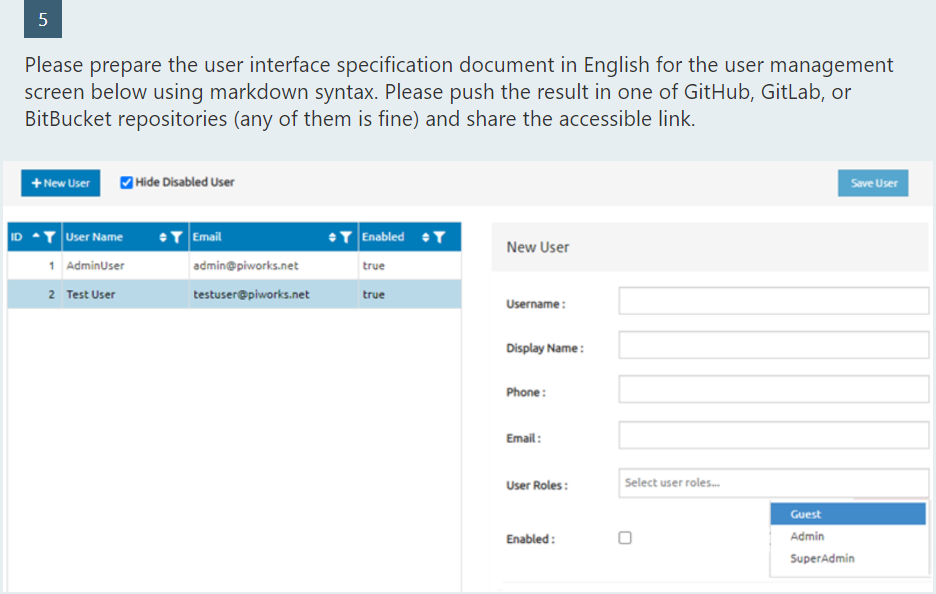 5
Please prepare the user interface specification document in English for the user management
screen below using markdown syntax. Please push the result in one of GitHub, GitLab, or
BitBucket repositories (any of them is fine) and share the accessible link.
+ New User Hide Disabled User Save User
ID User Name Email Enabled
1 AdminUser admin@piworks.net true
2 Test User testuser@piworks.net true
New User
Username :
Display Name :
Phone :
Email :
User Roles : Select user roles...
Guest
Admin
SuperAdmin
Enabled :